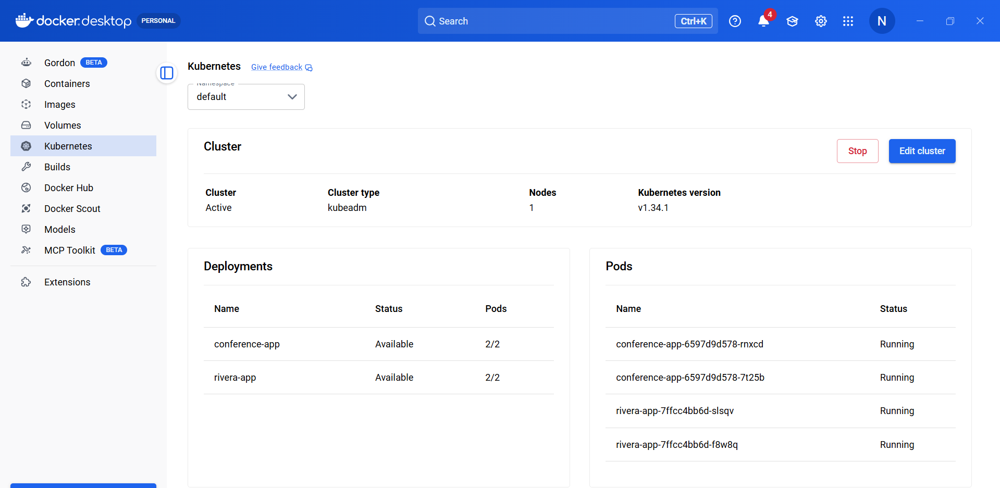 docker.desktop PERSONAL
Search Ctrl+K
4
N
Gordon BETA
Containers
Images
Volumes
Kubernetes
Builds
Docker Hub
Docker Scout
Models
MCP Toolkit BETA
Extensions
Kubernetes Give feedback
Namespace
default
Cluster
Stop Edit cluster
Cluster Cluster type Nodes Kubernetes version
Active kubeadm 1 v1.34.1
Deployments
Name Status Pods
conference-app Available 2/2
rivera-app Available 2/2
Pods
Name Status
conference-app-6597d9d578-rnxcd Running
conference-app-6597d9d578-7t25b Running
rivera-app-7ffcc4bb6d-slsqv Running
rivera-app-7ffcc4bb6d-f8w8q Running